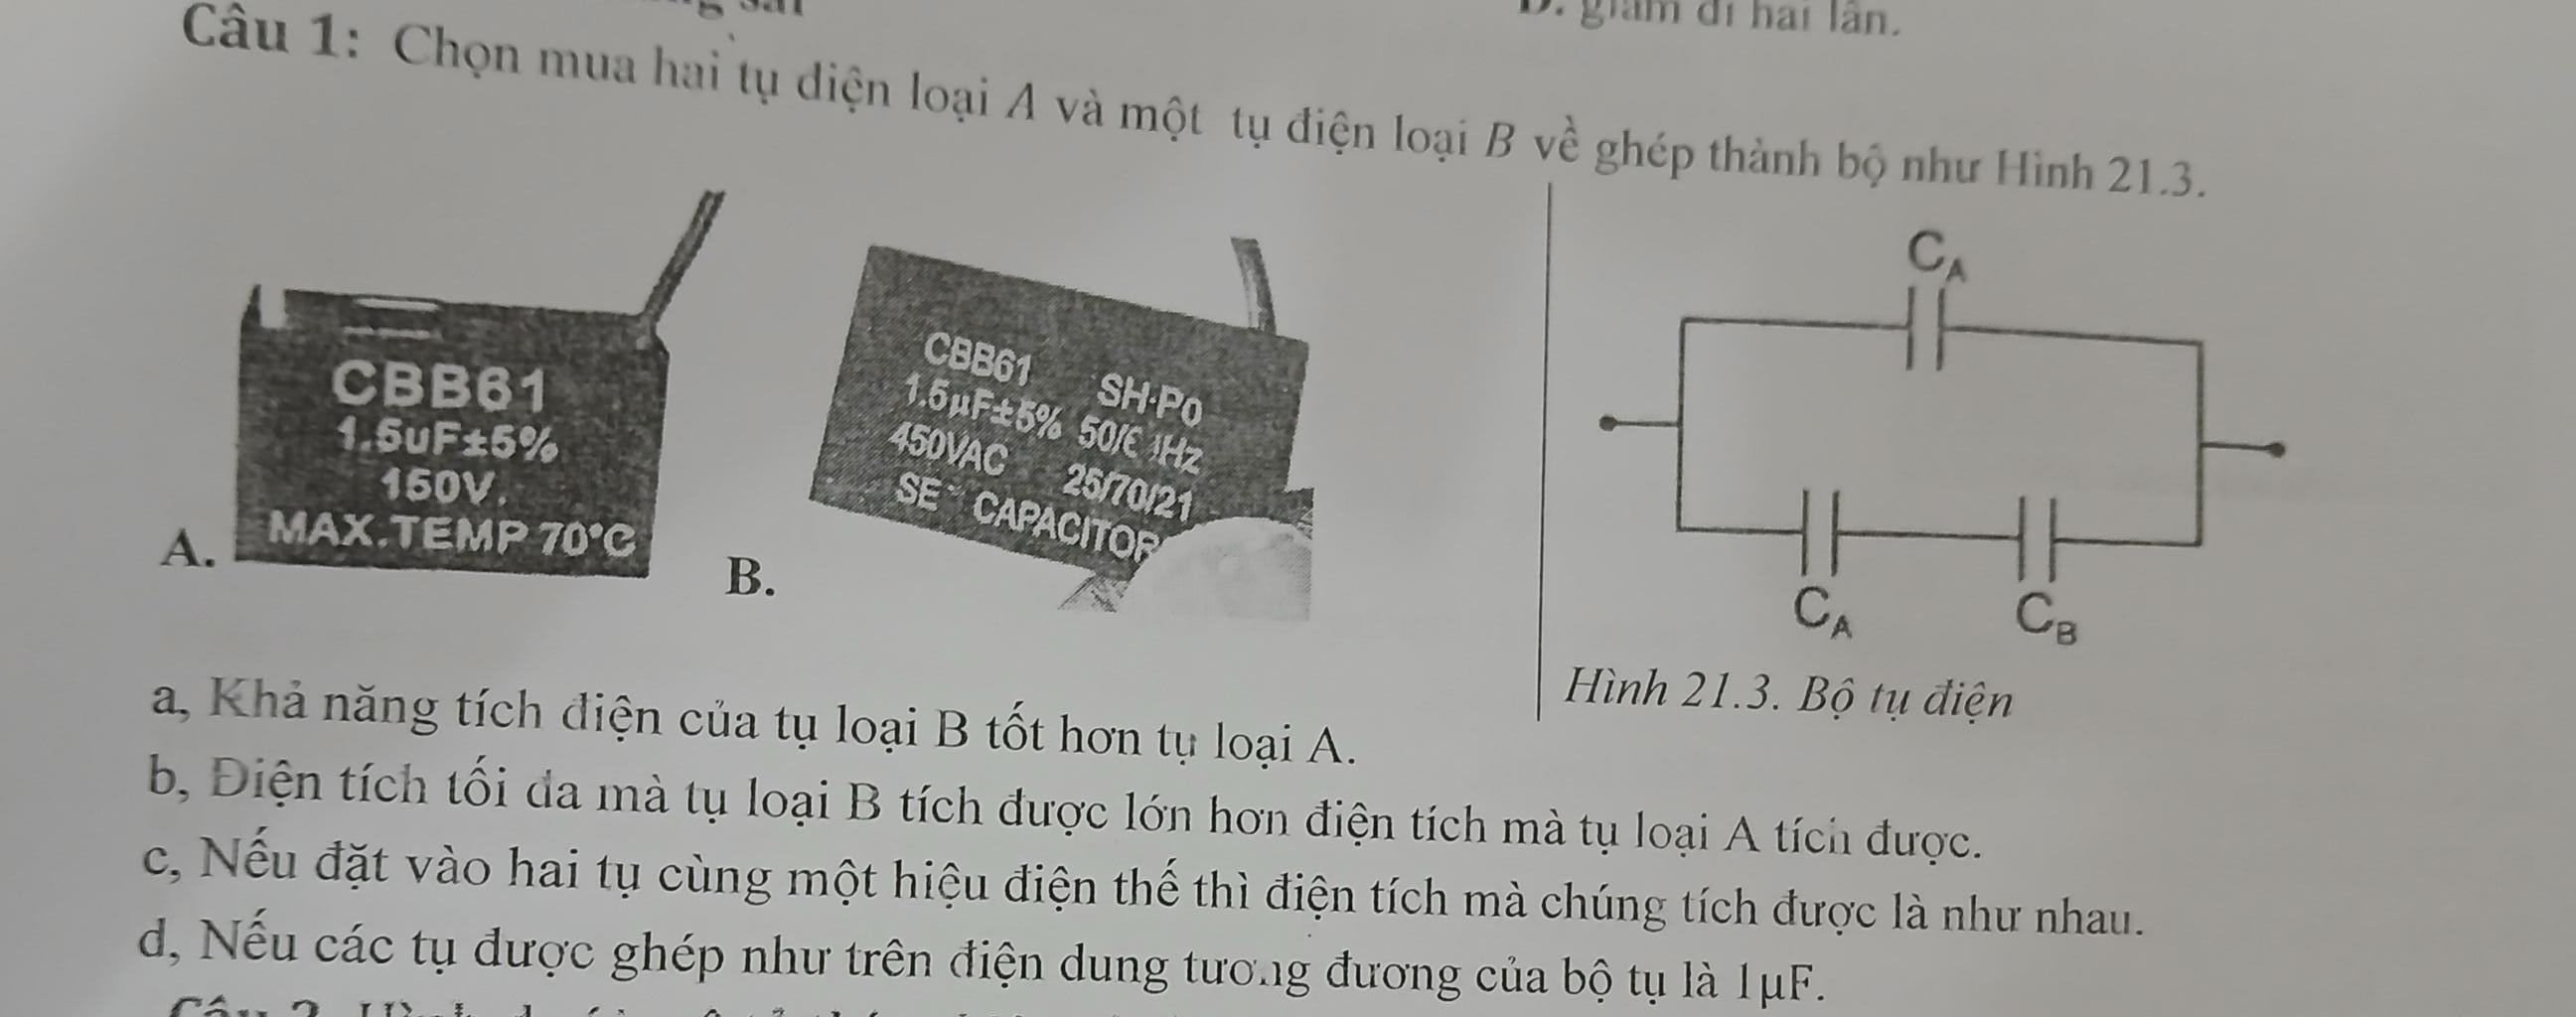 D. giảm đi hai lần.
Câu 1: Chọn mua hai tụ điện loại A và một tụ điện loại B về ghép thành bộ như Hình 21.3.
CBB61
1.5uF±5%
150V.
MAX.TEMP 70°C
A.
CBB61 SH·P0
1.5µF±5% 50/6 Hz
450VAC 25/70/21
SE CAPACITOR
B.
CA
CA
CB
Hình 21.3. Bộ tụ điện
a, Khả năng tích điện của tụ loại B tốt hơn tụ loại A.
b, Điện tích tối đa mà tụ loại B tích được lớn hơn điện tích mà tụ loại A tích được.
c, Nếu đặt vào hai tụ cùng một hiệu điện thế thì điện tích mà chúng tích được là như nhau.
d, Nếu các tụ được ghép như trên điện dung tương đương của bộ tụ là 1µF.